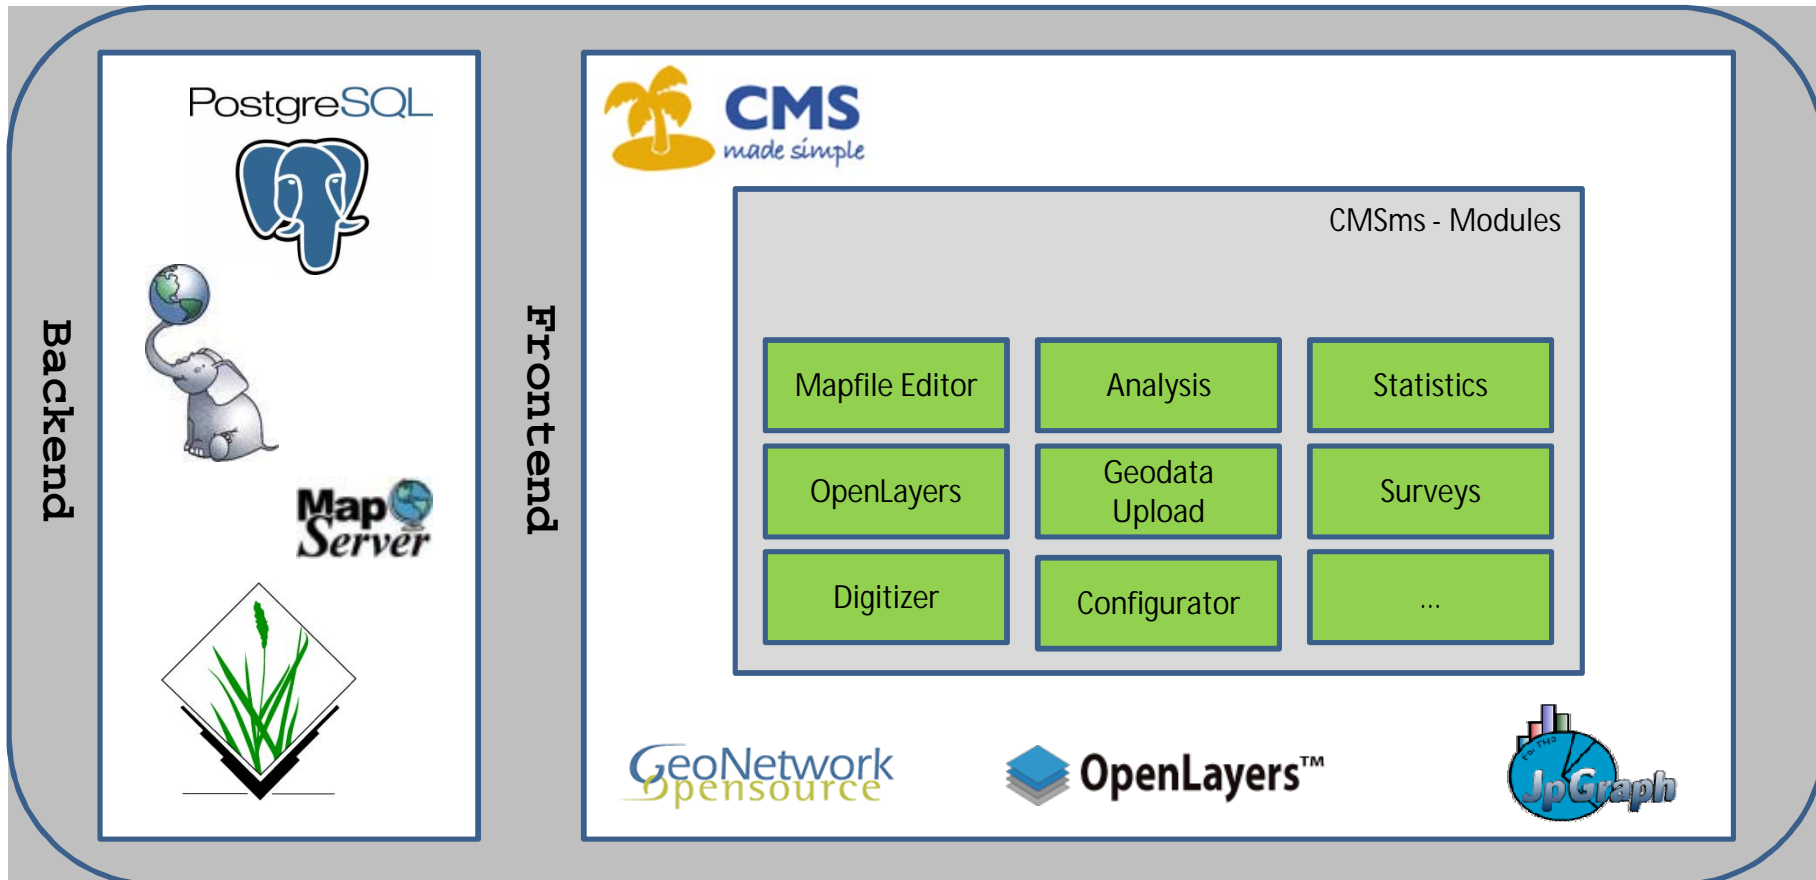 Backend
PostgreSQL
Map
Server
Frontend
CMS
made simple
CMSms - Modules
Mapfile Editor
Analysis
Statistics
OpenLayers
Geodata
Upload
Surveys
Digitizer
Configurator
...
GeoNetwork
Opensource
OpenLayers™
JpGraph